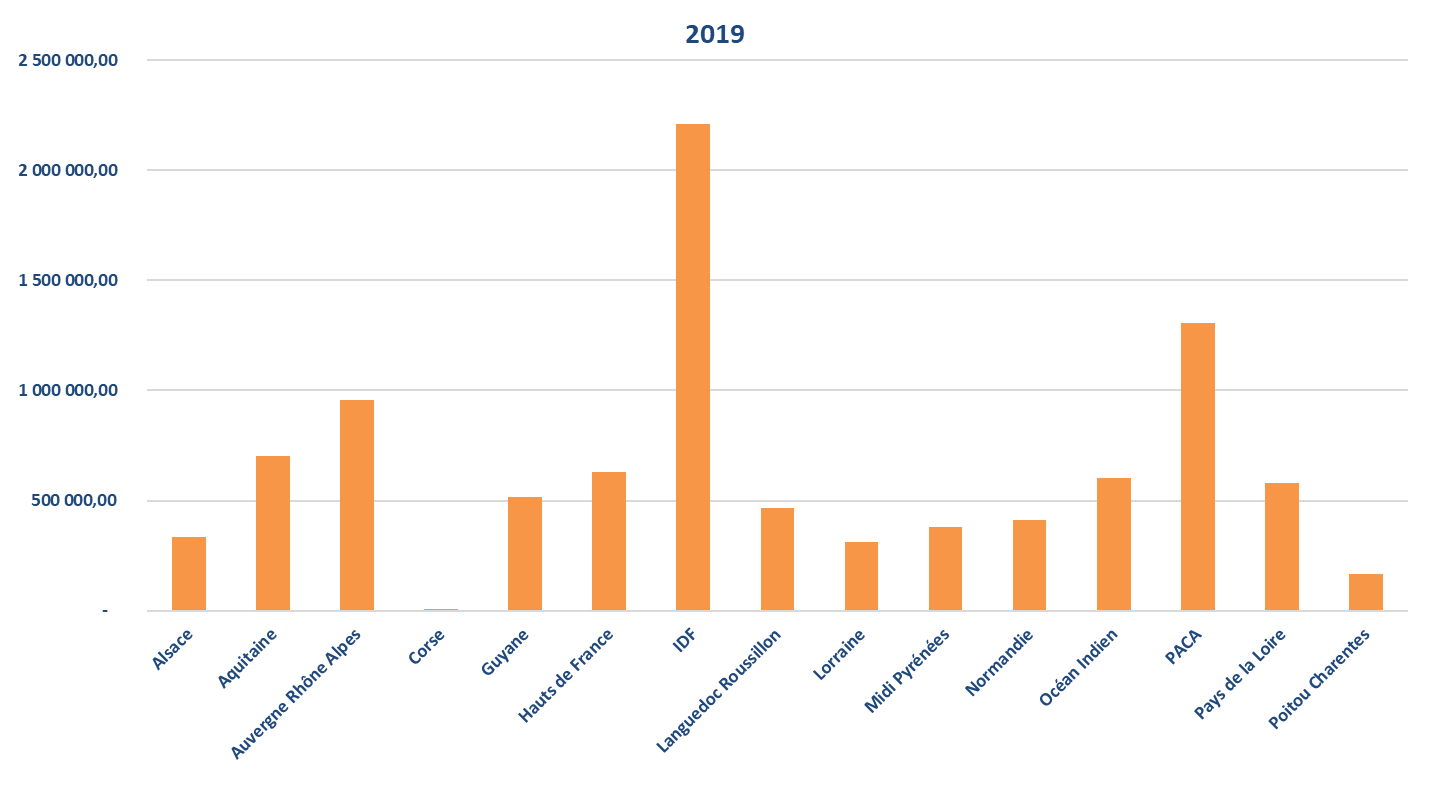 2019
2 500 000,00
2 000 000,00
1 500 000,00
1 000 000,00
500 000,00
-
Alsace
Aquitaine
Auvergne Rhône Alpes
Corse
Guyane
Hauts de France
IDF
Languedoc Roussillon
Lorraine
Midi Pyrénées
Normandie
Océan Indien
PACA
Pays de la Loire
Poitou Charentes